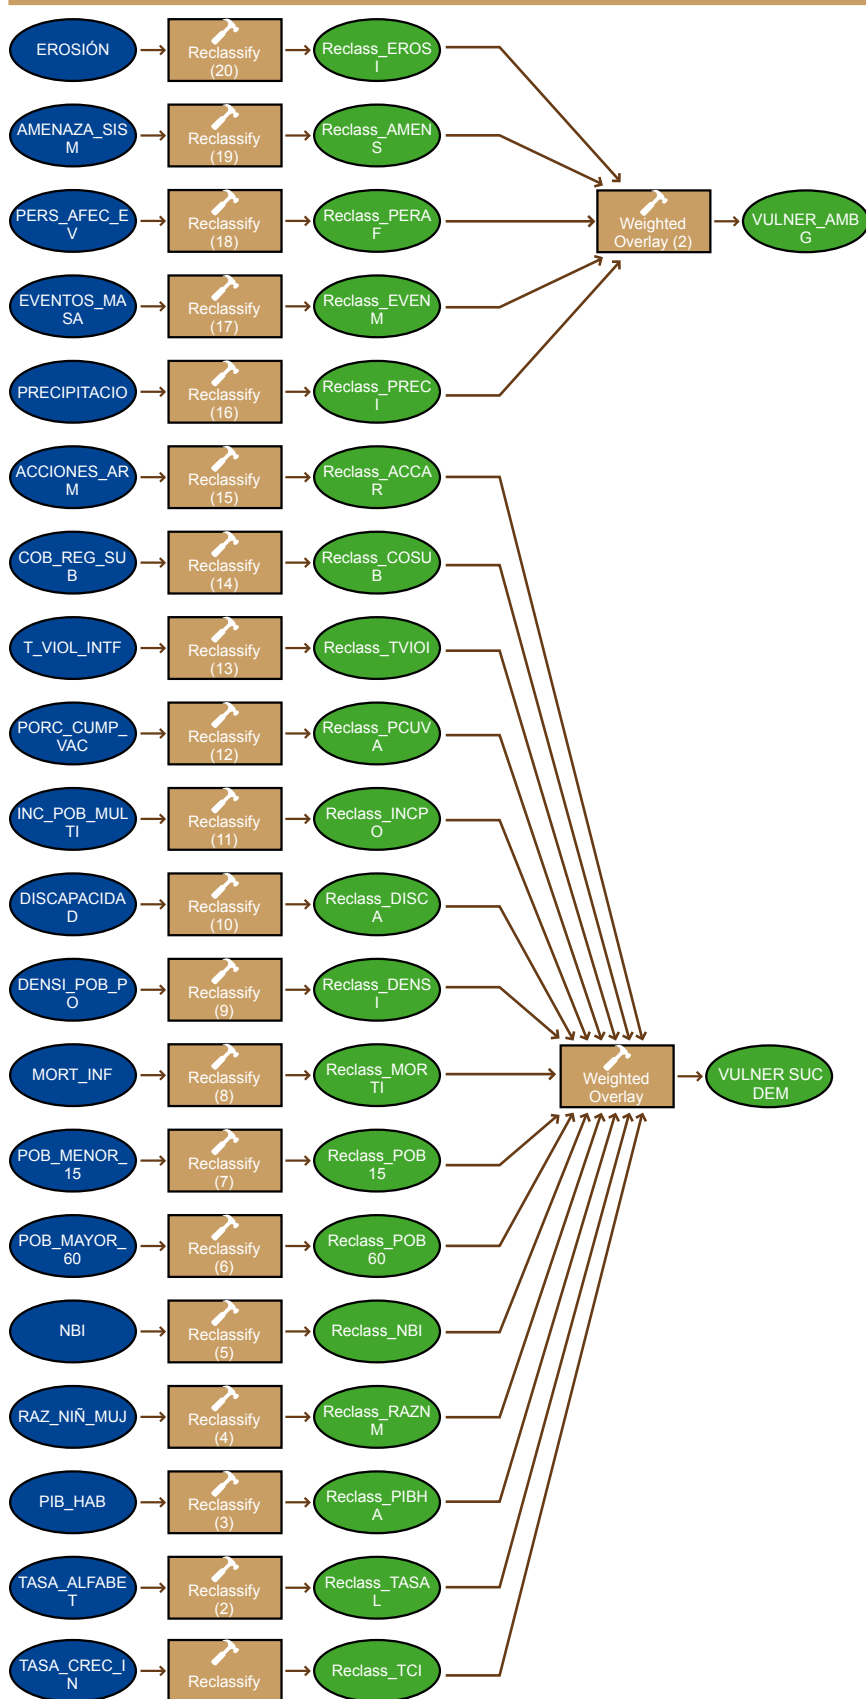 EROSIÓN
Reclassify
(20)
Reclass_EROS
I
AMENAZA_SIS
M
Reclassify
(19)
Reclass_AMEN
S
PERS_AFEC_E
V
Reclassify
(18)
Reclass_PERA
F
Weighted
Overlay (2)
VULNER_AMB
G
EVENTOS_MA
SA
Reclassify
(17)
Reclass_EVEN
M
PRECIPITACIO
Reclassify
(16)
Reclass_PREC
I
ACCIONES_AR
M
Reclassify
(15)
Reclass_ACCA
R
COB_REG_SU
B
Reclassify
(14)
Reclass_COSU
B
T_VIOL_INTF
Reclassify
(13)
Reclass_TVIOI
PORC_CUMP_
VAC
Reclassify
(12)
Reclass_PCUV
A
INC_POB_MUL
TI
Reclassify
(11)
Reclass_INCP
O
DISCAPACIDA
D
Reclassify
(10)
Reclass_DISC
A
DENSI_POB_P
O
Reclassify
(9)
Reclass_DENS
I
MORT_INF
Reclassify
(8)
Reclass_MOR
TI
Weighted
Overlay
VULNER SUC
DEM
POB_MENOR_
15
Reclassify
(7)
Reclass_POB
15
POB_MAYOR_
60
Reclassify
(6)
Reclass_POB
60
NBI
Reclassify
(5)
Reclass_NBI
RAZ_NIÑ_MUJ
Reclassify
(4)
Reclass_RAZN
M
PIB_HAB
Reclassify
(3)
Reclass_PIBH
A
TASA_ALFABE
T
Reclassify
(2)
Reclass_TASA
L
TASA_CREC_I
N
Reclassify
Reclass_TCI